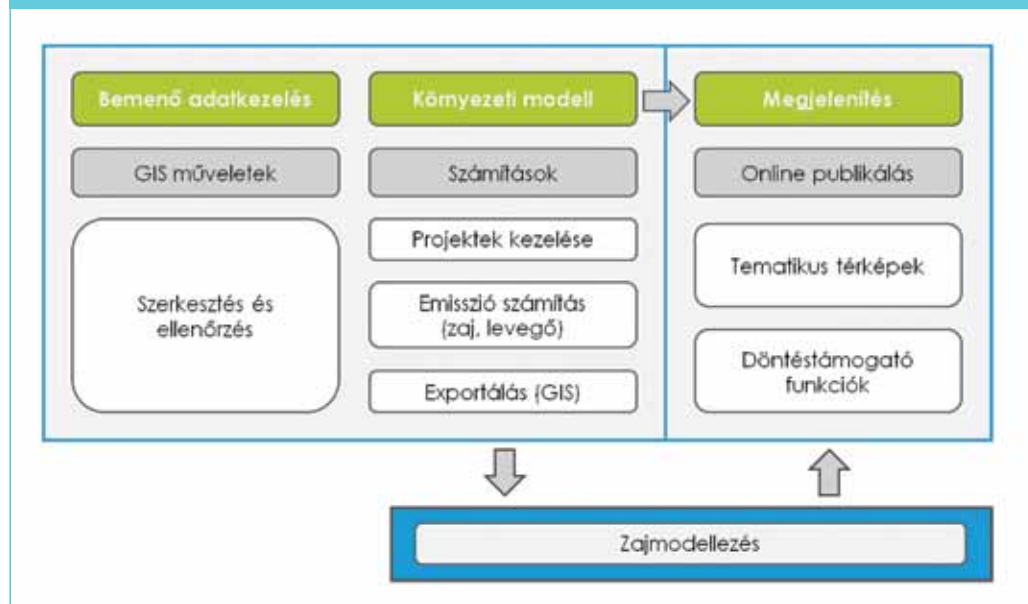 Bemenő adatkezelés
GIS műveletek
Szerkesztés és
ellenőrzés
Környezeti modell
Számítások
Projektek kezelése
Emisszió számítás
(zaj, levegő)
Exportálás (GIS)
Megjelenítés
Online publikálás
Tematikus térképek
Döntéstámogató
funkciók
Zajmodellezés